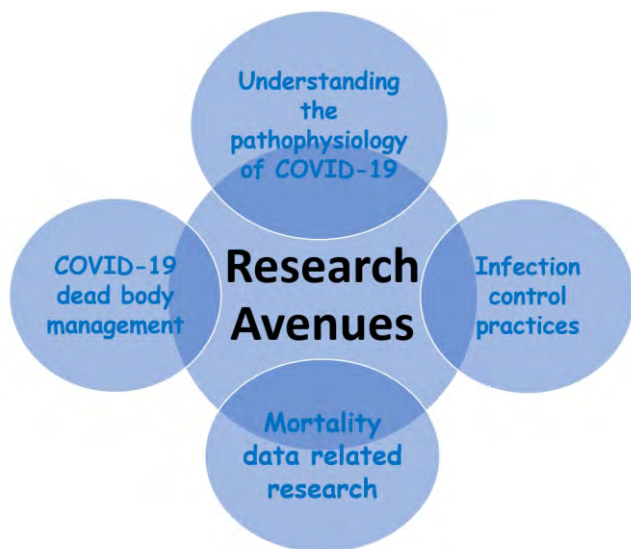 Understanding
the
pathophysiology
of COVID-19
COVID-19
dead body
management
Research
Avenues
Infection
control
practices
Mortality
data related
research